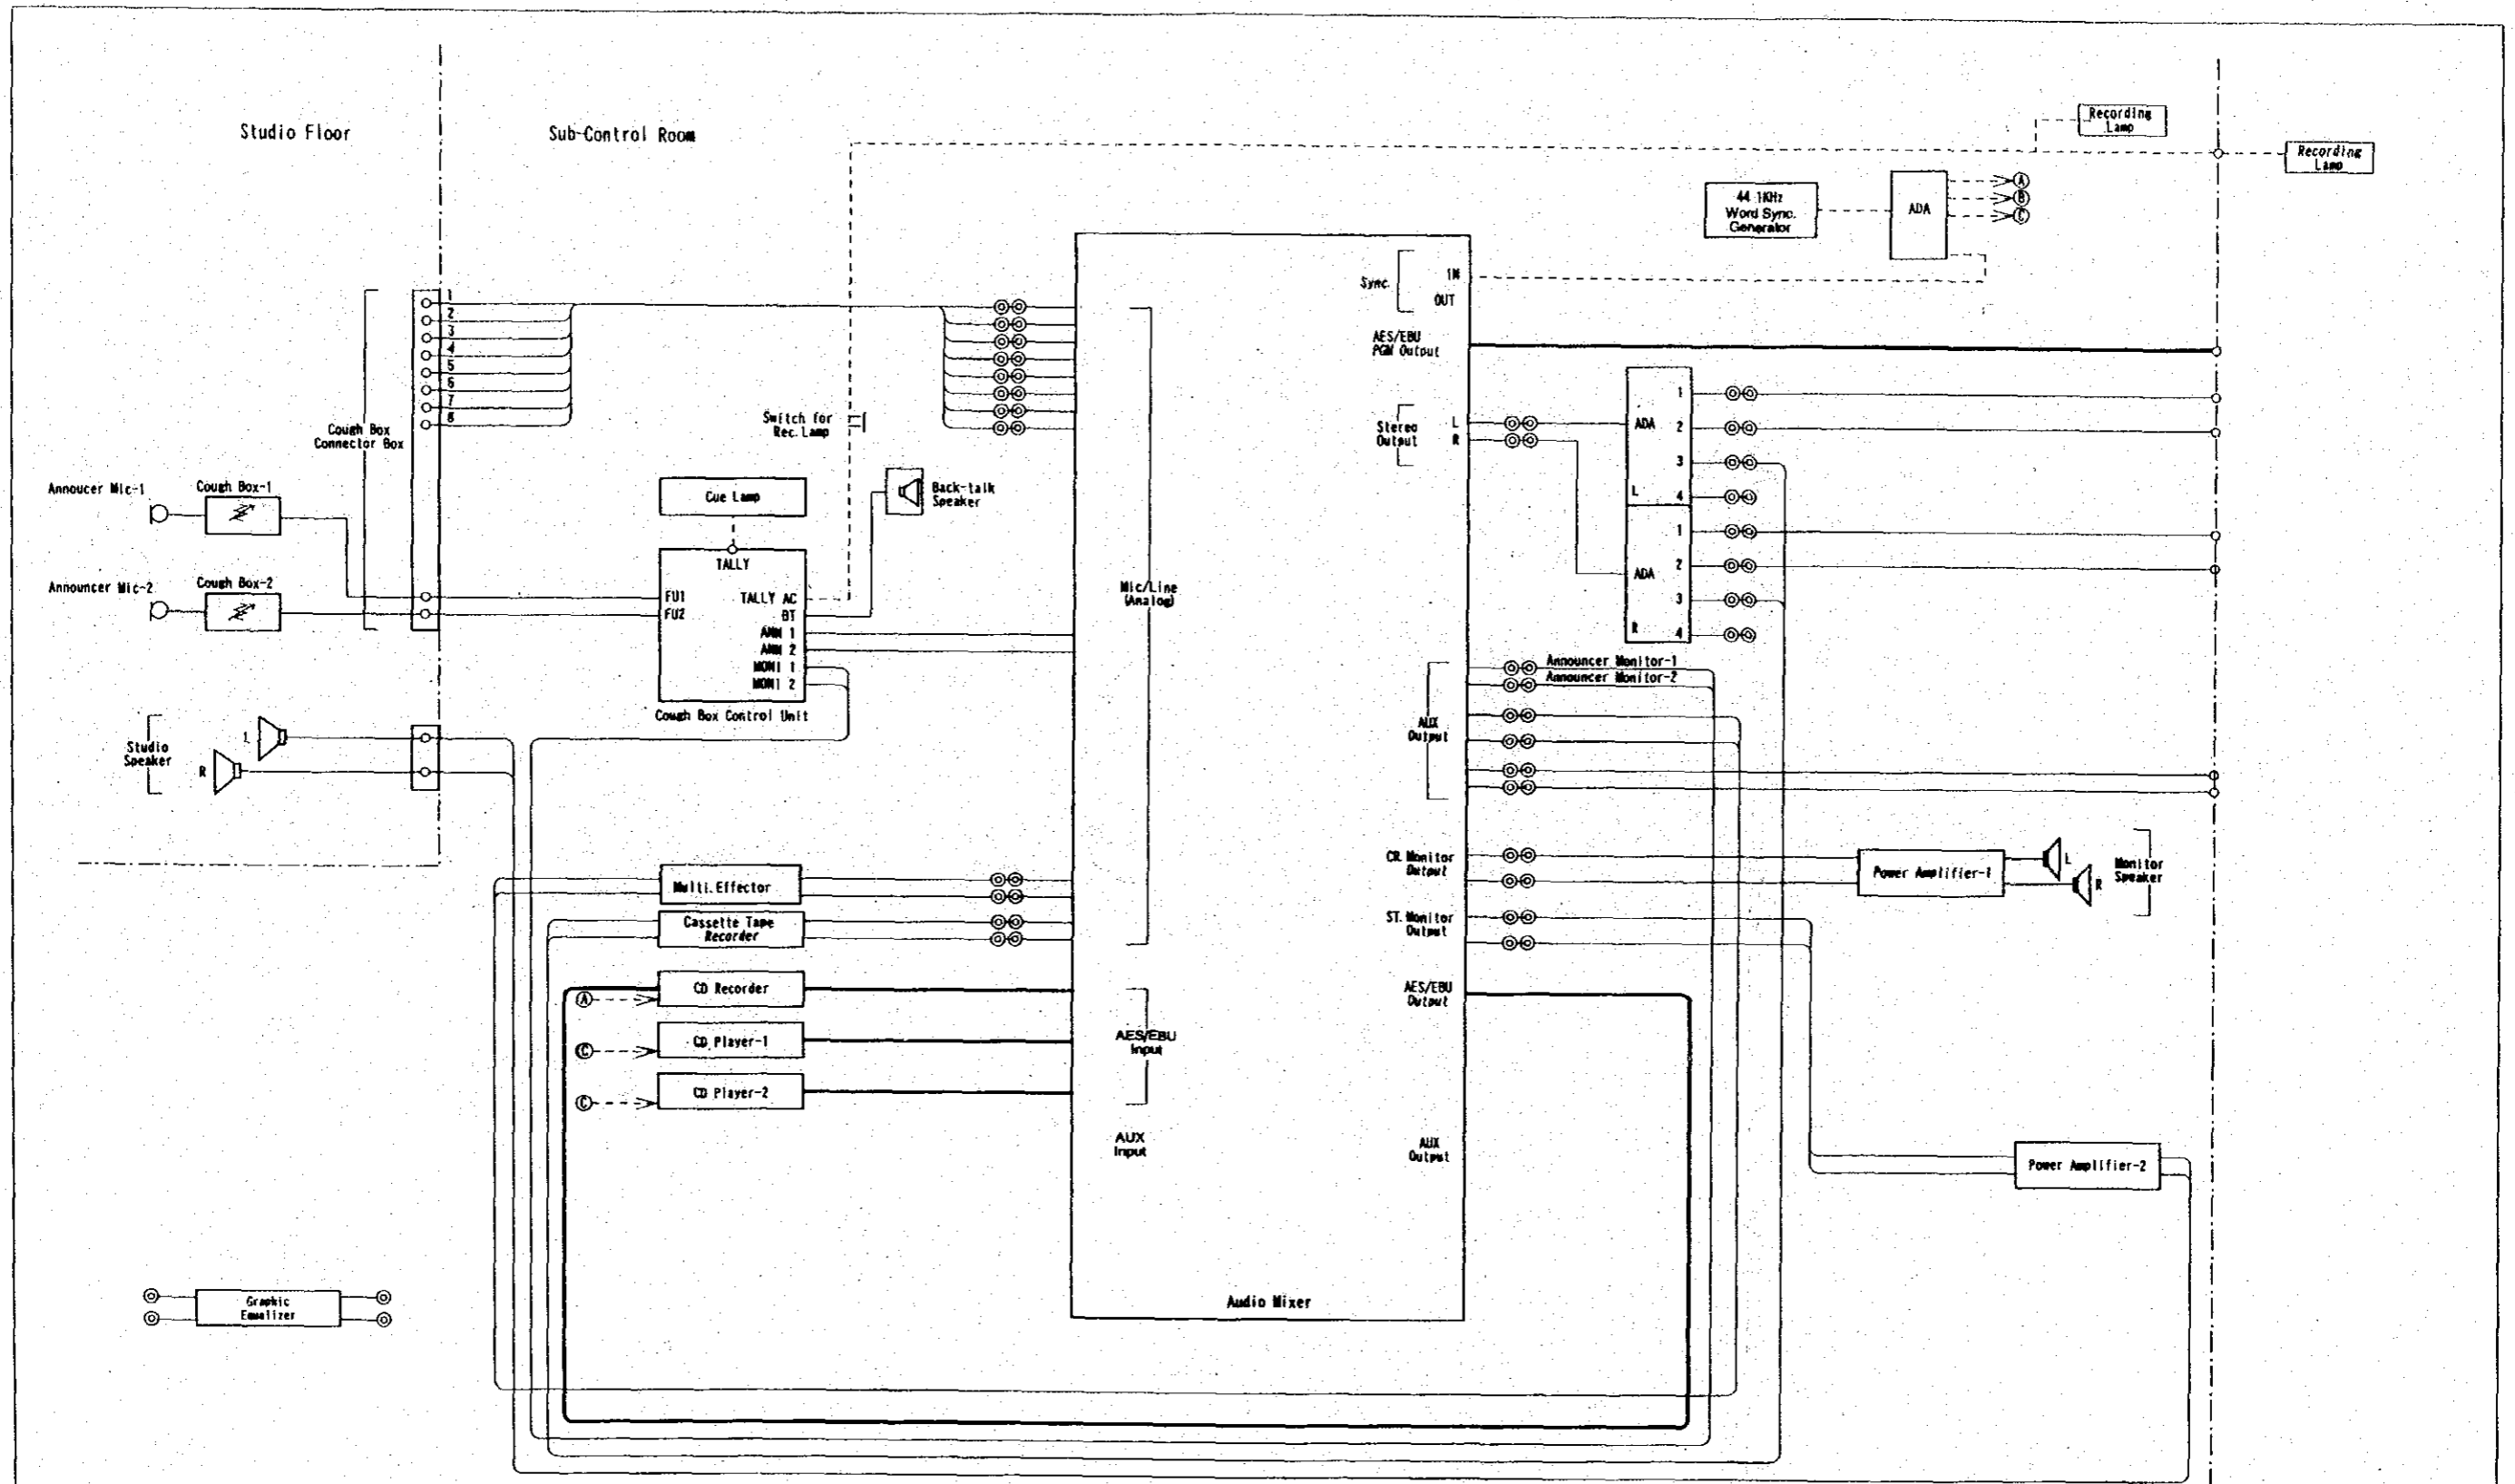 Studio Floor
Sub-Control Room
Recording
Lamp
Recording
Lamp
44.1KHz
Word Sync.
Generator
ADA
A
B
C
Sync.
IN
OUT
AES/EBU
PGM Output
1
2
3
4
5
6
7
8
Cough Box
Connector Box
Switch for
Rec. Lamp
Stereo
Output
L
R
ADA
1
2
3
4
L
ADA
1
2
3
4
R
Annoucer Mic-1
Cough Box-1
Cue Lamp
Back-talk
Speaker
Announcer Mic-2
Cough Box-2
TALLY
FU1
FU2
TALLY AC
BT
ANN 1
ANN 2
MONI 1
MONI 2
Cough Box Control Unit
Mic/Line
(Analog)
Announcer Monitor-1
Announcer Monitor-2
AUX
Output
Studio
Speaker
L
R
Multi. Effector
Cassette Tape
Recorder
CR. Monitor
Output
Power Amplifier-1
L
R
Monitor
Speaker
ST. Monitor
Output
A
CD Recorder
AES/EBU
Output
C
CD Player-1
AES/EBU
Input
C
CD Player-2
AUX
Input
AUX
Output
Power Amplifier-2
Graphic
Equalizer
Audio Mixer